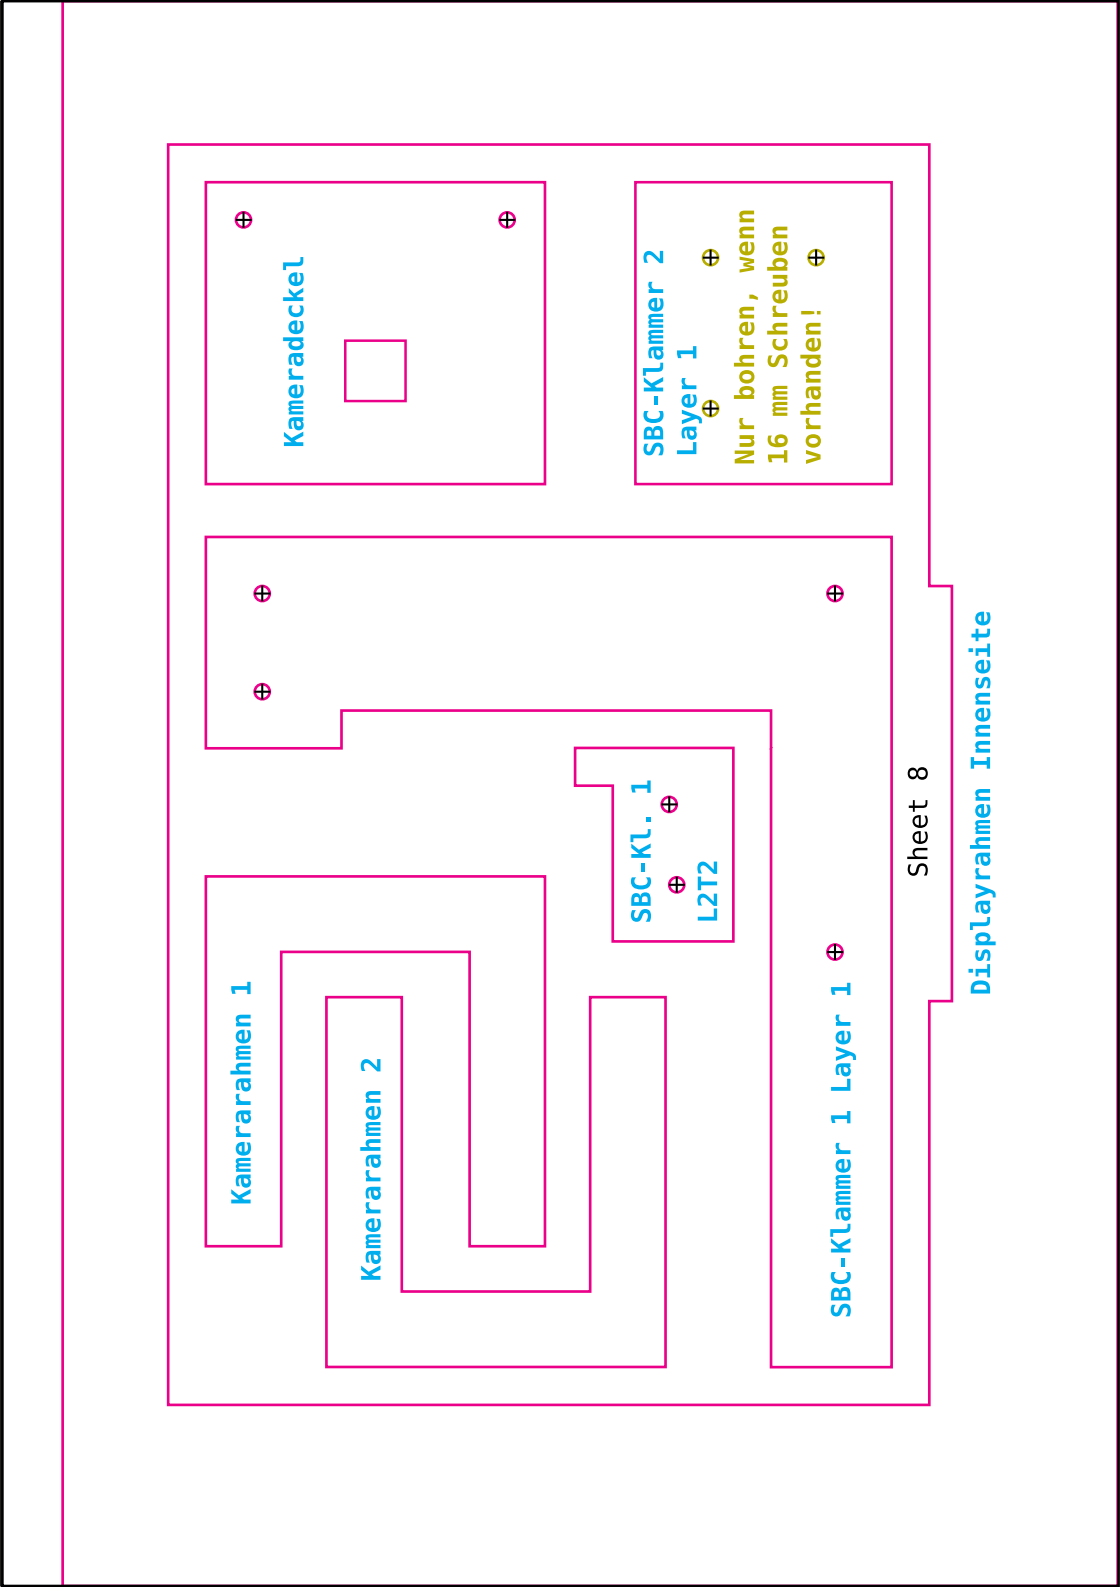 Kameradeckel
SBC-Klammer 2
Layer 1
Nur bohren, wenn
16 mm Schreuben
vorhanden!
SBC-Kl. 1
L2T2
Kamerarahmen 1
Kamerarahmen 2
SBC-Klammer 1 Layer 1
Sheet 8
Displayrahmen Innenseite